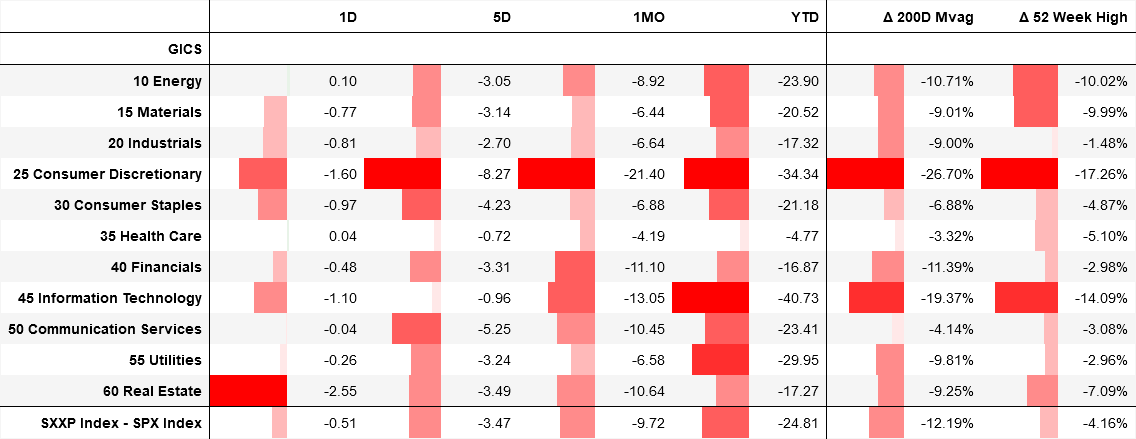 1D 5D 1MO YTD Δ 200D Mvag Δ 52 Week High
GICS
10 Energy 0.10 -3.05 -8.92 -23.90 -10.71% -10.02%
15 Materials -0.77 -3.14 -6.44 -20.52 -9.01% -9.99%
20 Industrials -0.81 -2.70 -6.64 -17.32 -9.00% -1.48%
25 Consumer Discretionary -1.60 -8.27 -21.40 -34.34 -26.70% -17.26%
30 Consumer Staples -0.97 -4.23 -6.88 -21.18 -6.88% -4.87%
35 Health Care 0.04 -0.72 -4.19 -4.77 -3.32% -5.10%
40 Financials -0.48 -3.31 -11.10 -16.87 -11.39% -2.98%
45 Information Technology -1.10 -0.96 -13.05 -40.73 -19.37% -14.09%
50 Communication Services -0.04 -5.25 -10.45 -23.41 -4.14% -3.08%
55 Utilities -0.26 -3.24 -6.58 -29.95 -9.81% -2.96%
60 Real Estate -2.55 -3.49 -10.64 -17.27 -9.25% -7.09%
SXXP Index - SPX Index -0.51 -3.47 -9.72 -24.81 -12.19% -4.16%